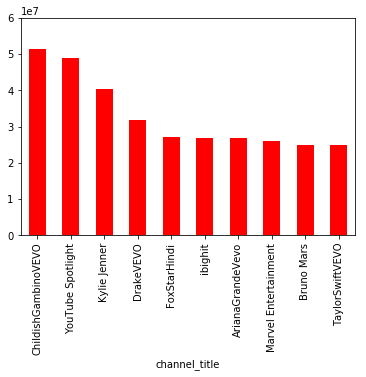 1e7
6
5
4
3
2
1
0
ChildishGambinoVEVO
YouTube Spotlight
Kylie Jenner
DrakeVEVO
FoxStarHindi
ibighit
ArianaGrandeVevo
Marvel Entertainment
Bruno Mars
TaylorSwiftVEVO
channel_title